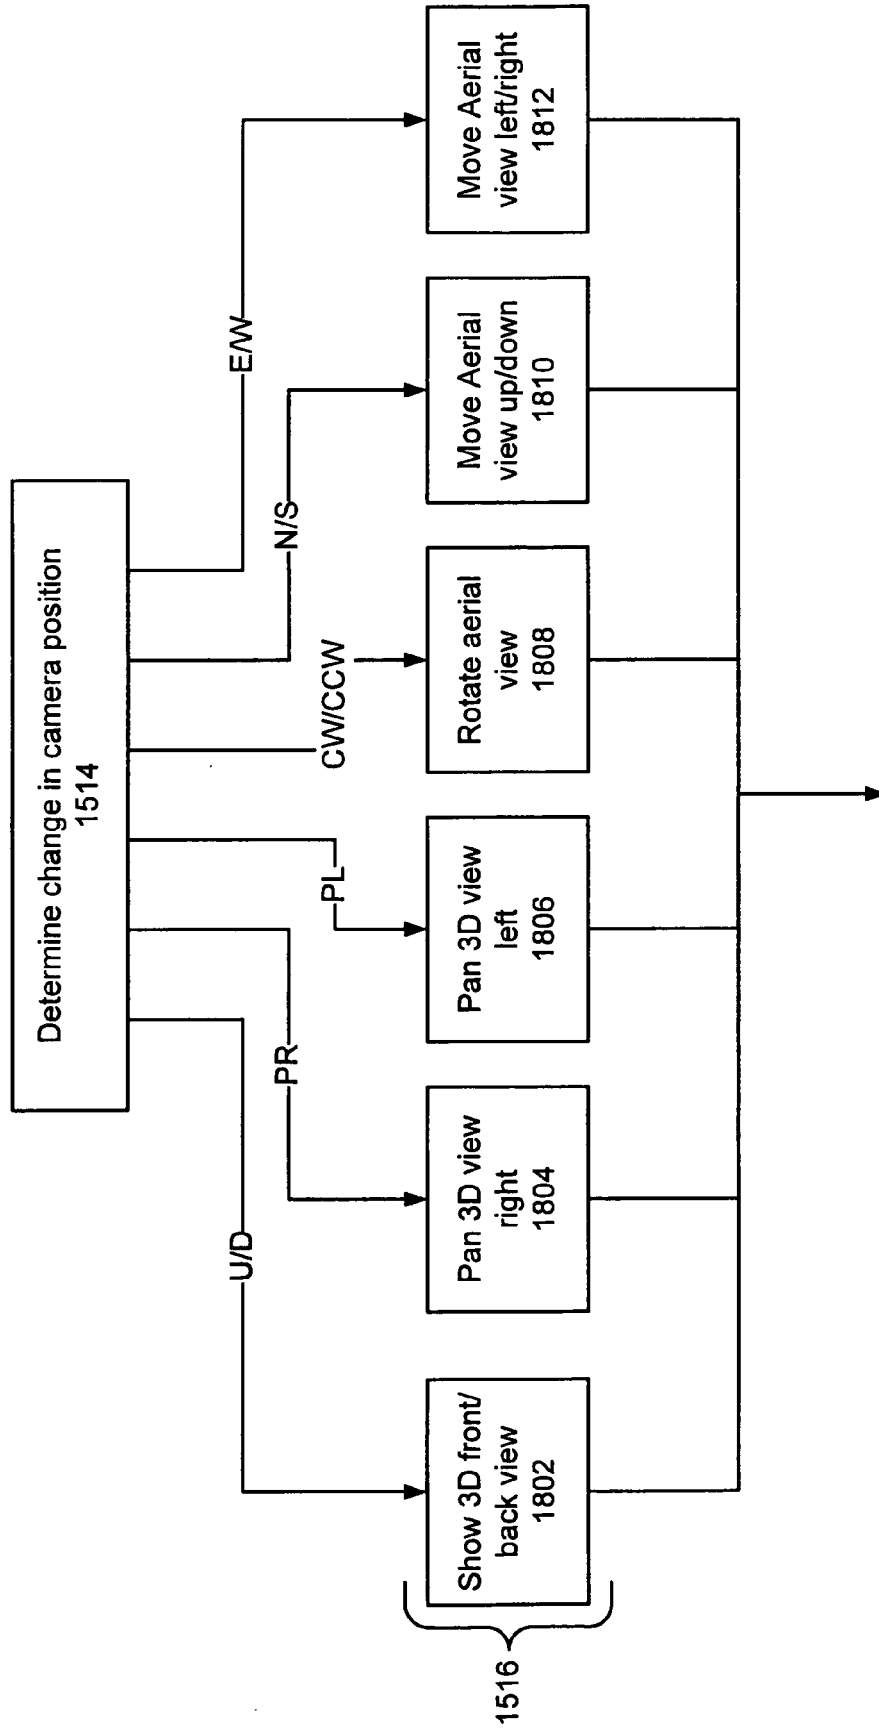 Determine change in camera position
1514
U/D
PR
PL
CW/CCW
N/S
E/W
1516
Show 3D front/
back view
1802
Pan 3D view
right
1804
Pan 3D view
left
1806
Rotate aerial
view
1808
Move Aerial
view up/down
1810
Move Aerial
view left/right
1812